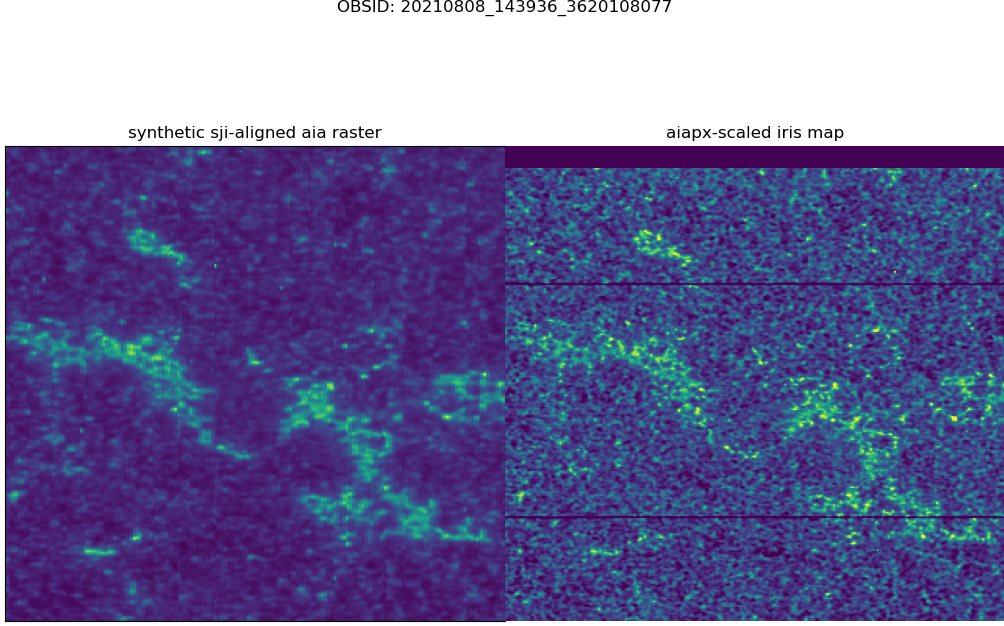 OBSID: 20210808_143936_3620108077
synthetic sji-aligned aia raster
aiapx-scaled iris map